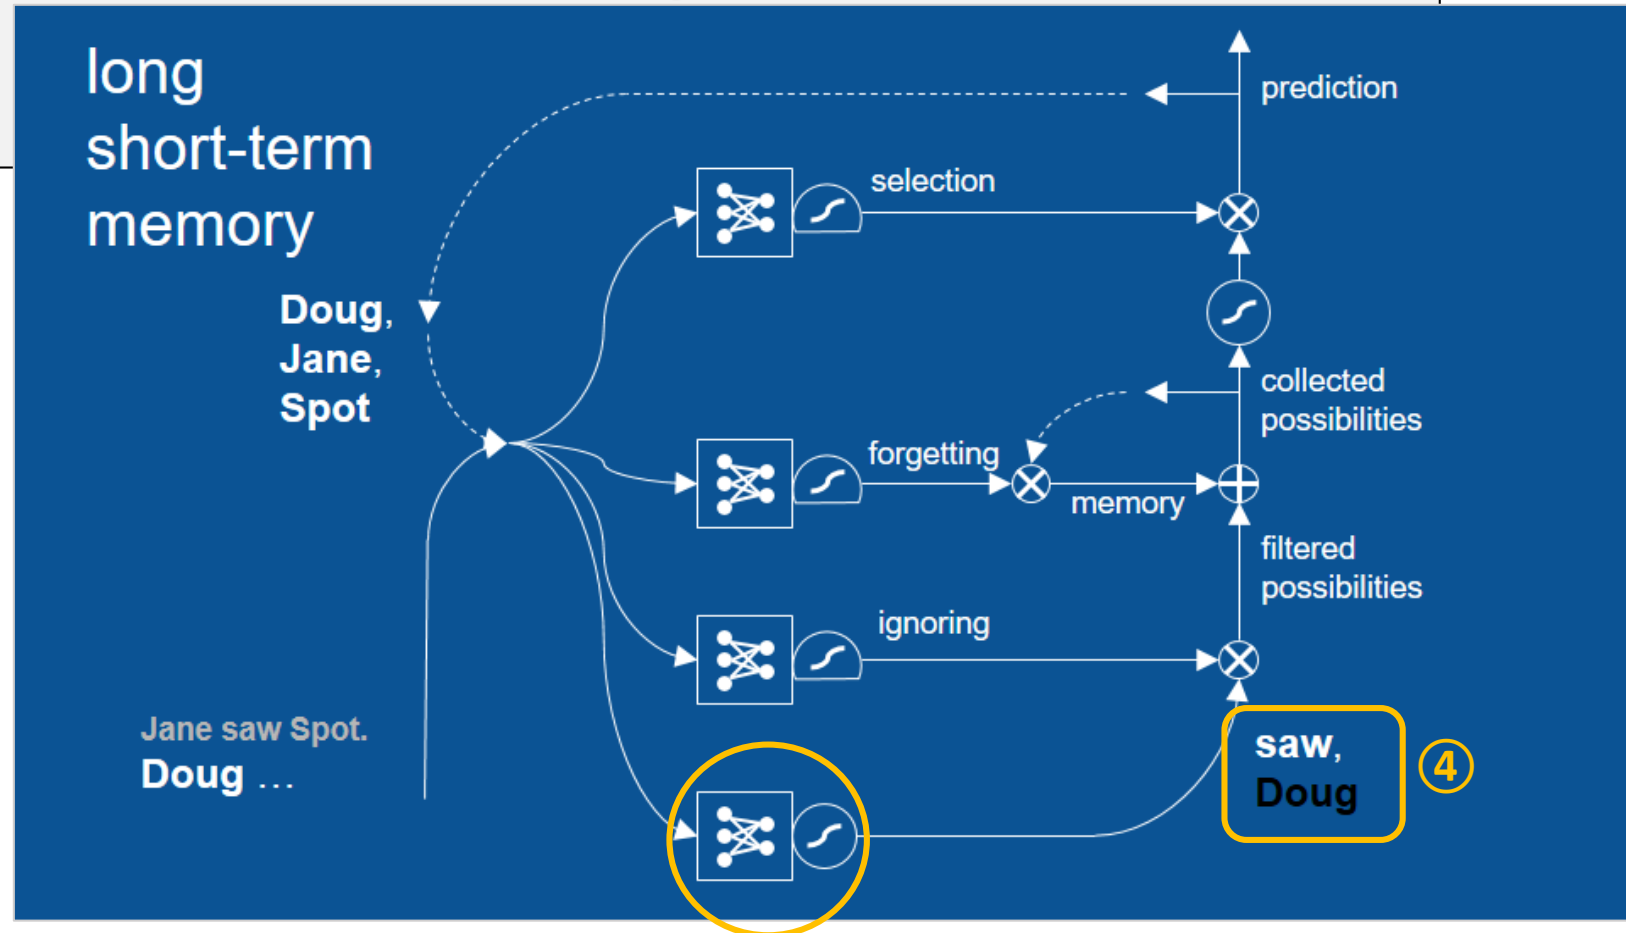 long
short-term
memory
prediction
selection
Doug,
Jane,
Spot
collected
possibilities
forgetting
memory
filtered
possibilities
ignoring
Jane saw Spot.
Doug ...
saw,
Doug
④